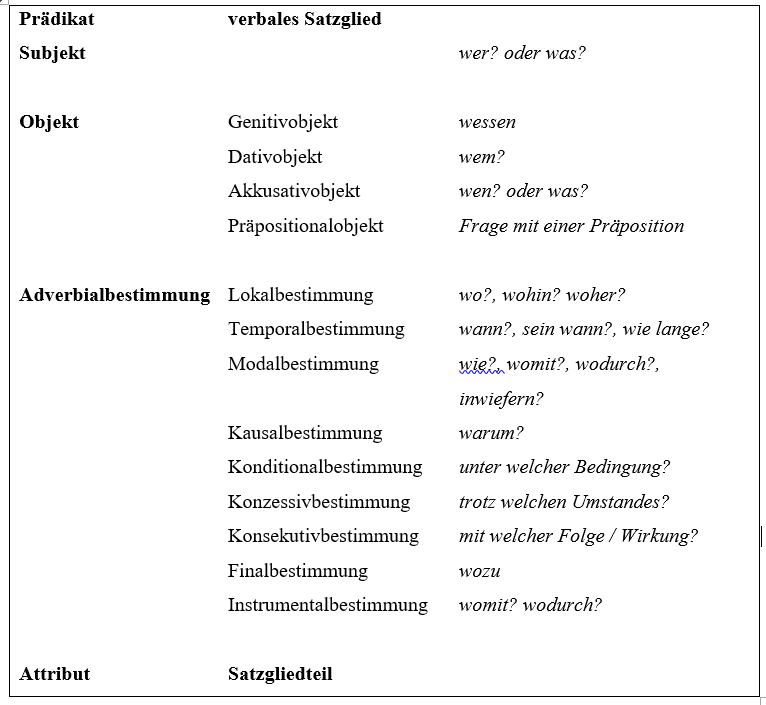 Prädikat verbales Satzglied
Subjekt wer? oder was?
Objekt Genitivobjekt wessen
Dativobjekt wem?
Akkusativobjekt wen? oder was?
Präpositionalobjekt Frage mit einer Präposition
Adverbialbestimmung Lokalbestimmung wo?, wohin? woher?
Temporalbestimmung wann?, sein wann?, wie lange?
Modalbestimmung wie?, womit?, wodurch?,
inwiefern?
Kausalbestimmung warum?
Konditionalbestimmung unter welcher Bedingung?
Konzessivbestimmung trotz welchen Umstandes?
Konsekutivbestimmung mit welcher Folge / Wirkung?
Finalbestimmung wozu
Instrumentalbestimmung womit? wodurch?
Attribut Satzgliedteil